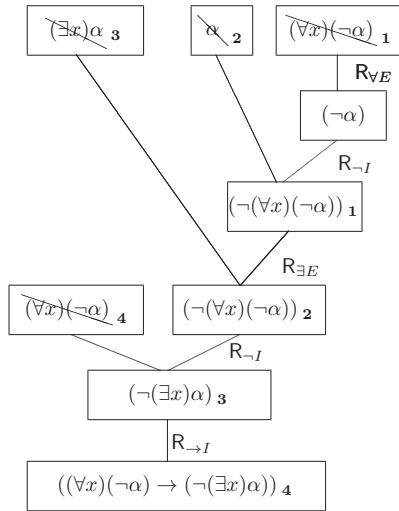 (∃x)α 3   α 2   (∀x)(¬α) 1
R∀E
(¬α)
R¬I
(¬(∀x)(¬α)) 1
R∃E
(∀x)(¬α) 4   (¬(∀x)(¬α)) 2
R¬I
(¬(∃x)α) 3
R→I
((∀x)(¬α) → (¬(∃x)α)) 4